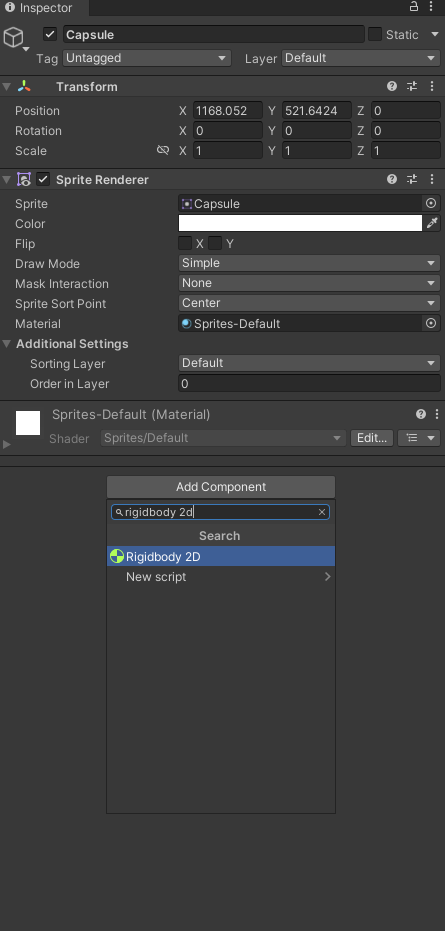 Inspector
Capsule Static
Tag Untagged Layer Default
Transform
Position X 1168.052 Y 521.6424 Z 0
Rotation X 0 Y 0 Z 0
Scale X 1 Y 1 Z 1
Sprite Renderer
Sprite Capsule
Color
Flip X Y
Draw Mode Simple
Mask Interaction None
Sprite Sort Point Center
Material Sprites-Default
Additional Settings
Sorting Layer Default
Order in Layer 0
Sprites-Default (Material)
Shader Sprites/Default Edit...
Add Component
rigidbody 2d
Search
Rigidbody 2D
New script